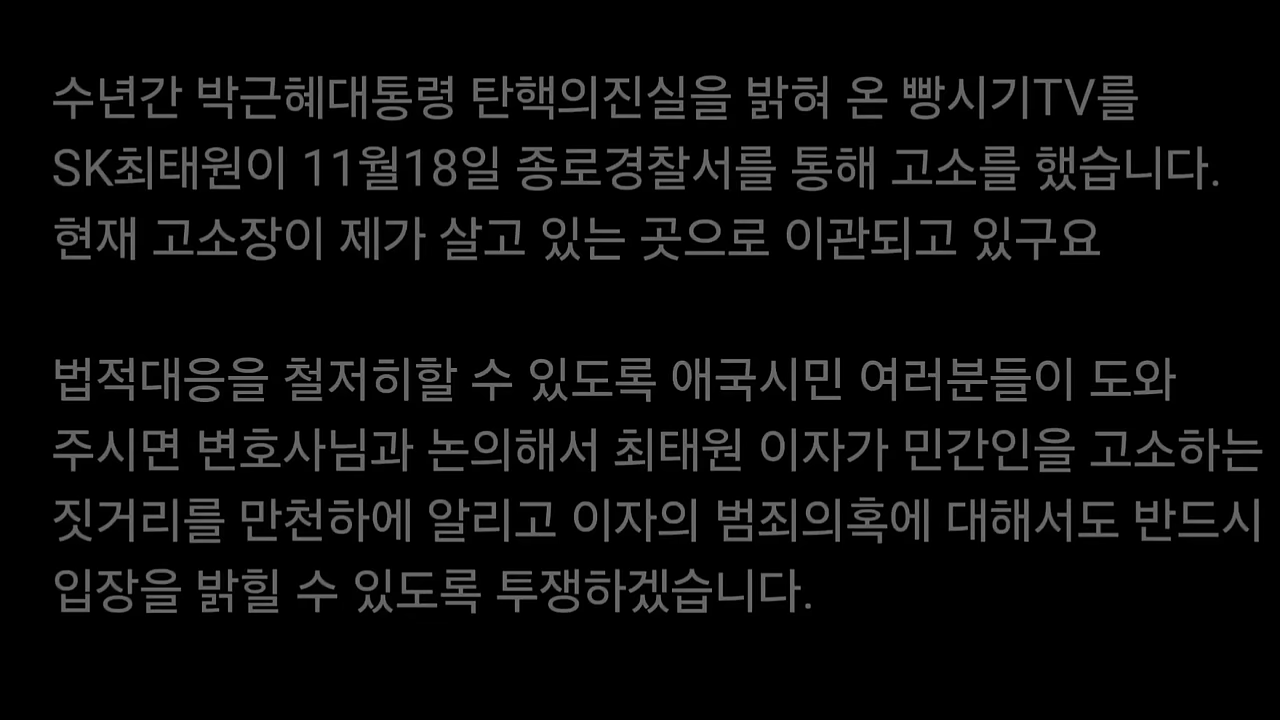 수년간 박근혜대통령 탄핵의진실을 밝혀 온 빵시기TV를
SK최태원이 11월18일 종로경찰서를 통해 고소를 했습니다.
현재 고소장이 제가 살고 있는 곳으로 이관되고 있구요
법적대응을 철저히할 수 있도록 애국시민 여러분들이 도와
주시면 변호사님과 논의해서 최태원 이자가 민간인을 고소하는
짓거리를 만천하에 알리고 이자의 범죄의혹에 대해서도 반드시
입장을 밝힐 수 있도록 투쟁하겠습니다.